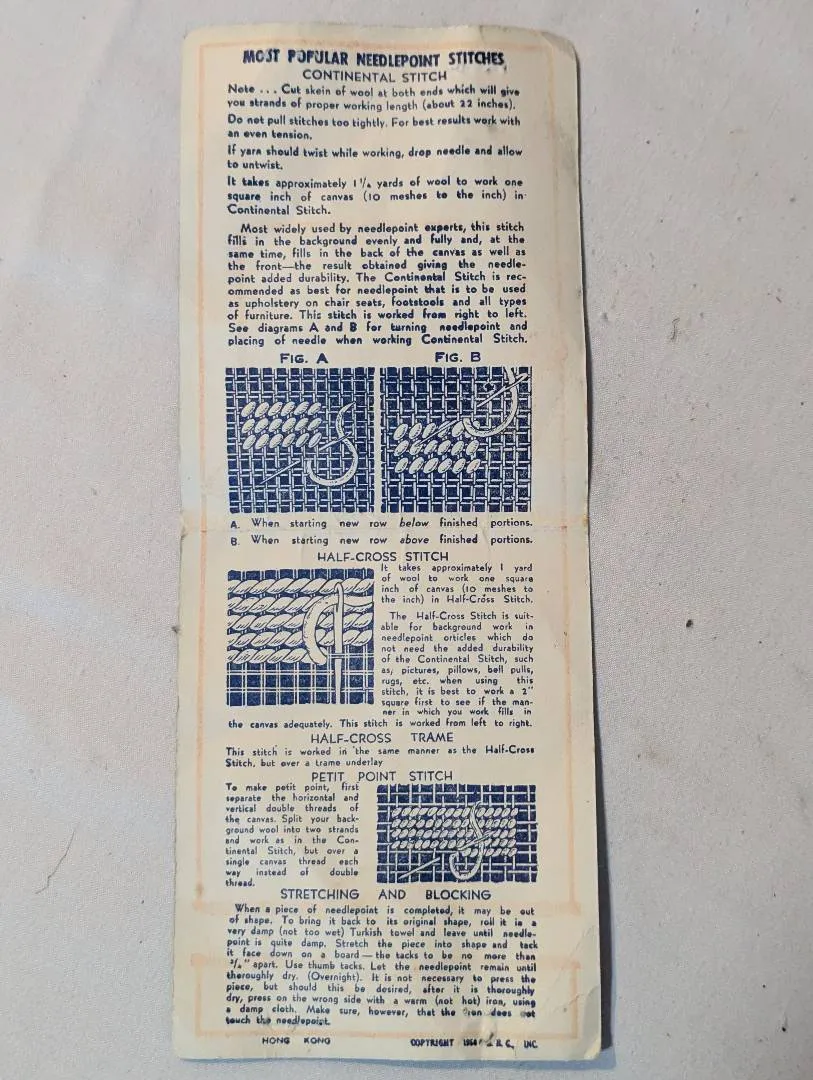 MOST POPULAR NEEDLEPOINT STITCHES
CONTINENTAL STITCH
Note ... Cut skein of wool at both ends which will give
you strands of proper working length (about 22 inches).
Do not pull stitches too tightly. For best results work with
an even tension.
If yarn should twist while working, drop needle and allow
to untwist.
It takes approximately 1 1/4 yards of wool to work one
square inch of canvas (10 meshes to the inch) in
Continental Stitch.
Most widely used by needlepoint experts, this stitch
fills in the background evenly and fully and, at the
same time, fills in the back of the canvas as well as
the front—the result obtained giving the needle-
point added durability. The Continental Stitch is rec-
ommended as best for needlepoint that is to be used
as upholstery on chair seats, footstools and all types
of furniture. This stitch is worked from right to left.
See diagrams A and B for turning needlepoint and
placing of needle when working Continental Stitch.
FIG. A FIG. B
A. When starting new row below finished portions.
B. When starting new row above finished portions.
HALF-CROSS STITCH
It takes approximately 1 yard
of wool to work one square
inch of canvas (10 meshes to
the inch) in Half-Cross Stitch.
The Half-Cross Stitch is suit-
able for background work in
needlepoint orticles which do
not need the added durability
of the Continental Stitch, such
as, pictures, pillows, bell pulls,
rugs, etc. when using this
stitch, it is best to work a 2"
square first to see if the man-
ner in which you work fills in
the canvas adequately. This stitch is worked from left to right.
HALF-CROSS TRAME
This stitch is worked in the same manner as the Half-Cross
Stitch, but over a trame underlay
PETIT POINT STITCH
To make petit point, first
separate the horizontal and
vertical double threads of
the canvas. Split your back-
ground wool into two strands
and work as in the Con-
tinental Stitch, but over a
single canvas thread each
way instead of double
thread.
STRETCHING AND BLOCKING
When a piece of needlepoint is completed, it may be out
of shape. To bring it back to its original shape, roll it in a
very damp (not too wet) Turkish towel and leave until needle-
point is quite damp. Stretch the piece into shape and tack
it face down on a board—the tacks to be no more than
3/4" apart. Use thumb tacks. Let the needlepoint remain until
thoroughly dry. (Overnight). It is not necessary to press the
piece, but should this be desired, after it is thoroughly
dry, press on the wrong side with a warm (not hot) iron, using
a damp cloth. Make sure, however, that the iron does not
touch the needlepoint.
HONG KONG COPYRIGHT INC.